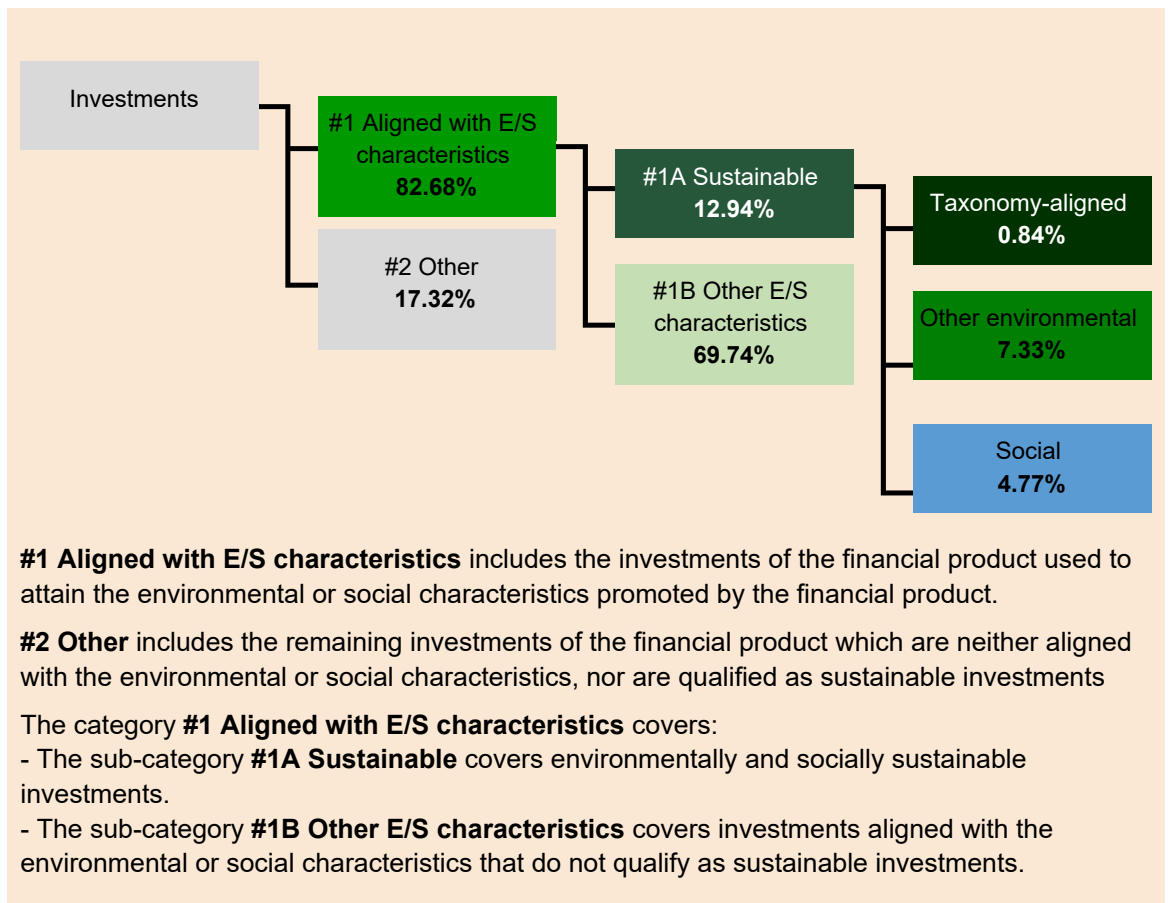 Investments
#1 Aligned with E/S
characteristics
82.68%
#2 Other
17.32%
#1A Sustainable
12.94%
#1B Other E/S
characteristics
69.74%
Taxonomy-aligned
0.84%
Other environmental
7.33%
Social
4.77%
#1 Aligned with E/S characteristics includes the investments of the financial product used to
attain the environmental or social characteristics promoted by the financial product.
#2 Other includes the remaining investments of the financial product which are neither aligned
with the environmental or social characteristics, nor are qualified as sustainable investments
The category #1 Aligned with E/S characteristics covers:
- The sub-category #1A Sustainable covers environmentally and socially sustainable
investments.
- The sub-category #1B Other E/S characteristics covers investments aligned with the
environmental or social characteristics that do not qualify as sustainable investments.